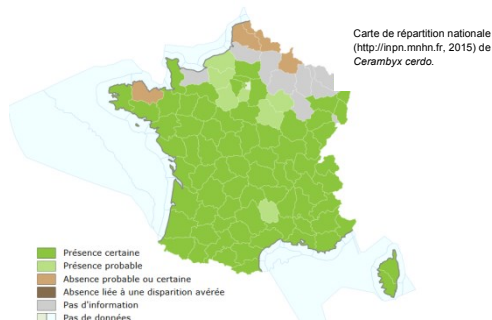 Carte de répartition nationale
(http://inpn.mnhn.fr, 2015) de
Cerambyx cerdo.
Présence certaine
Présence probable
Absence probable ou certaine
Absence liée à une disparition avérée
Pas d'information
Pas de données